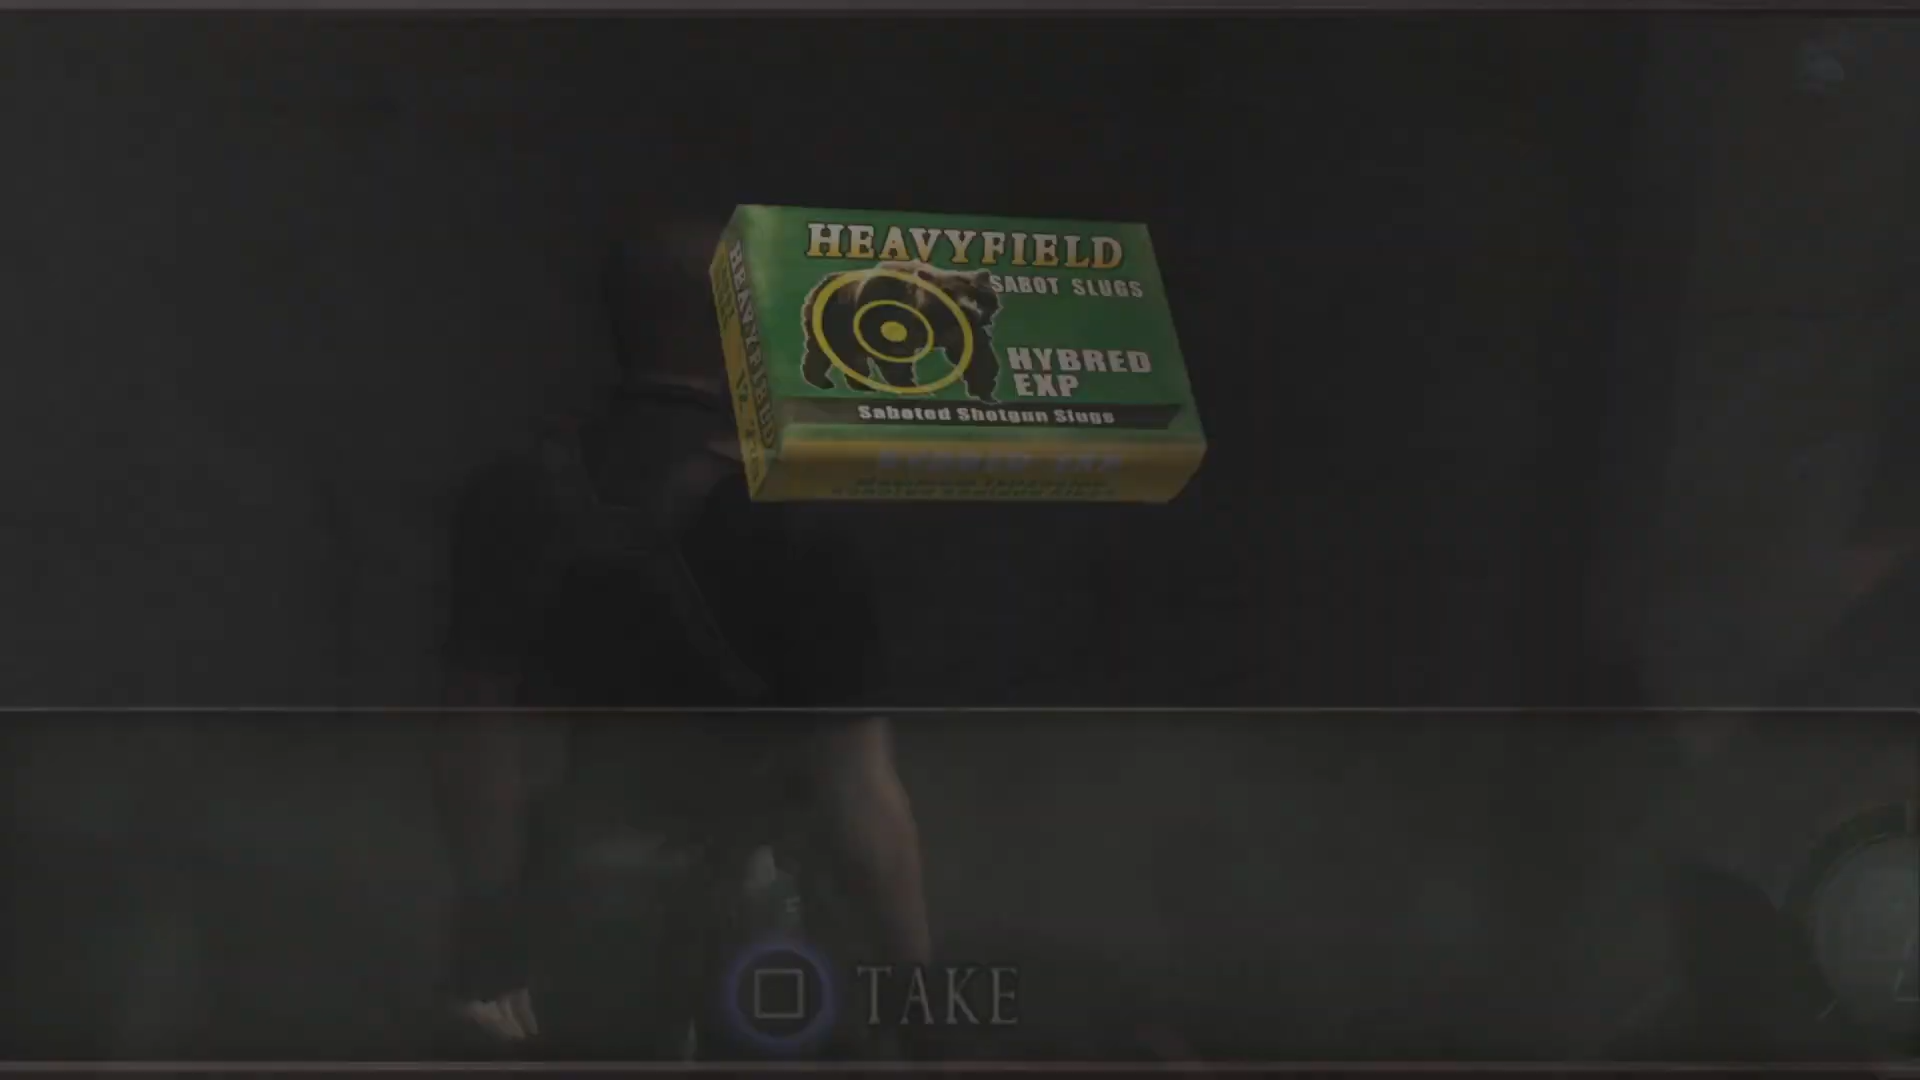 HEAVYFIELD
SABOT SLUGS
HYBRED
EXP
Saboted Shotgun Slugs
HEAVYFIELD
TAKE